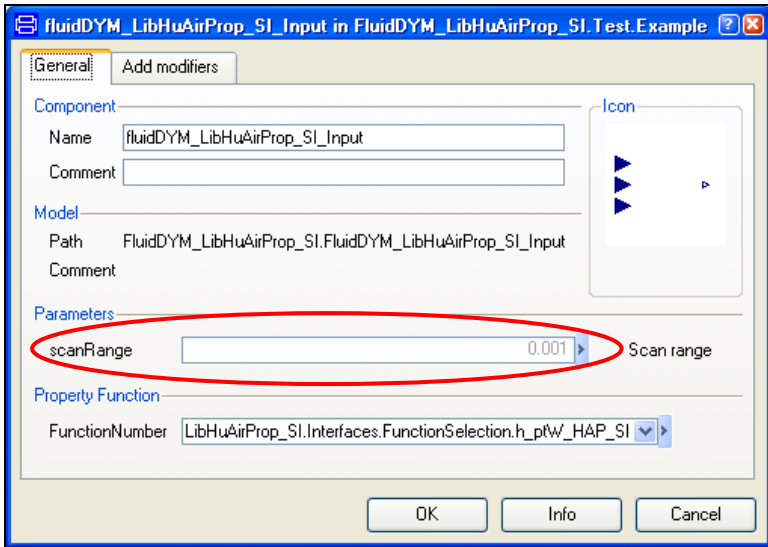 fluidDYM_LibHuAirProp_SI_Input in FluidDYM_LibHuAirProp_SI.Test.Example
General Add modifiers
Component
Icon
Name fluidDYM_LibHuAirProp_SI_Input
Comment
Model
Path FluidDYM_LibHuAirProp_SI.FluidDYM_LibHuAirProp_SI_Input
Comment
Parameters
scanRange 0.001 Scan range
Property Function
FunctionNumber LibHuAirProp_SI.Interfaces.FunctionSelection.h_ptW_HAP_SI
OK Info Cancel